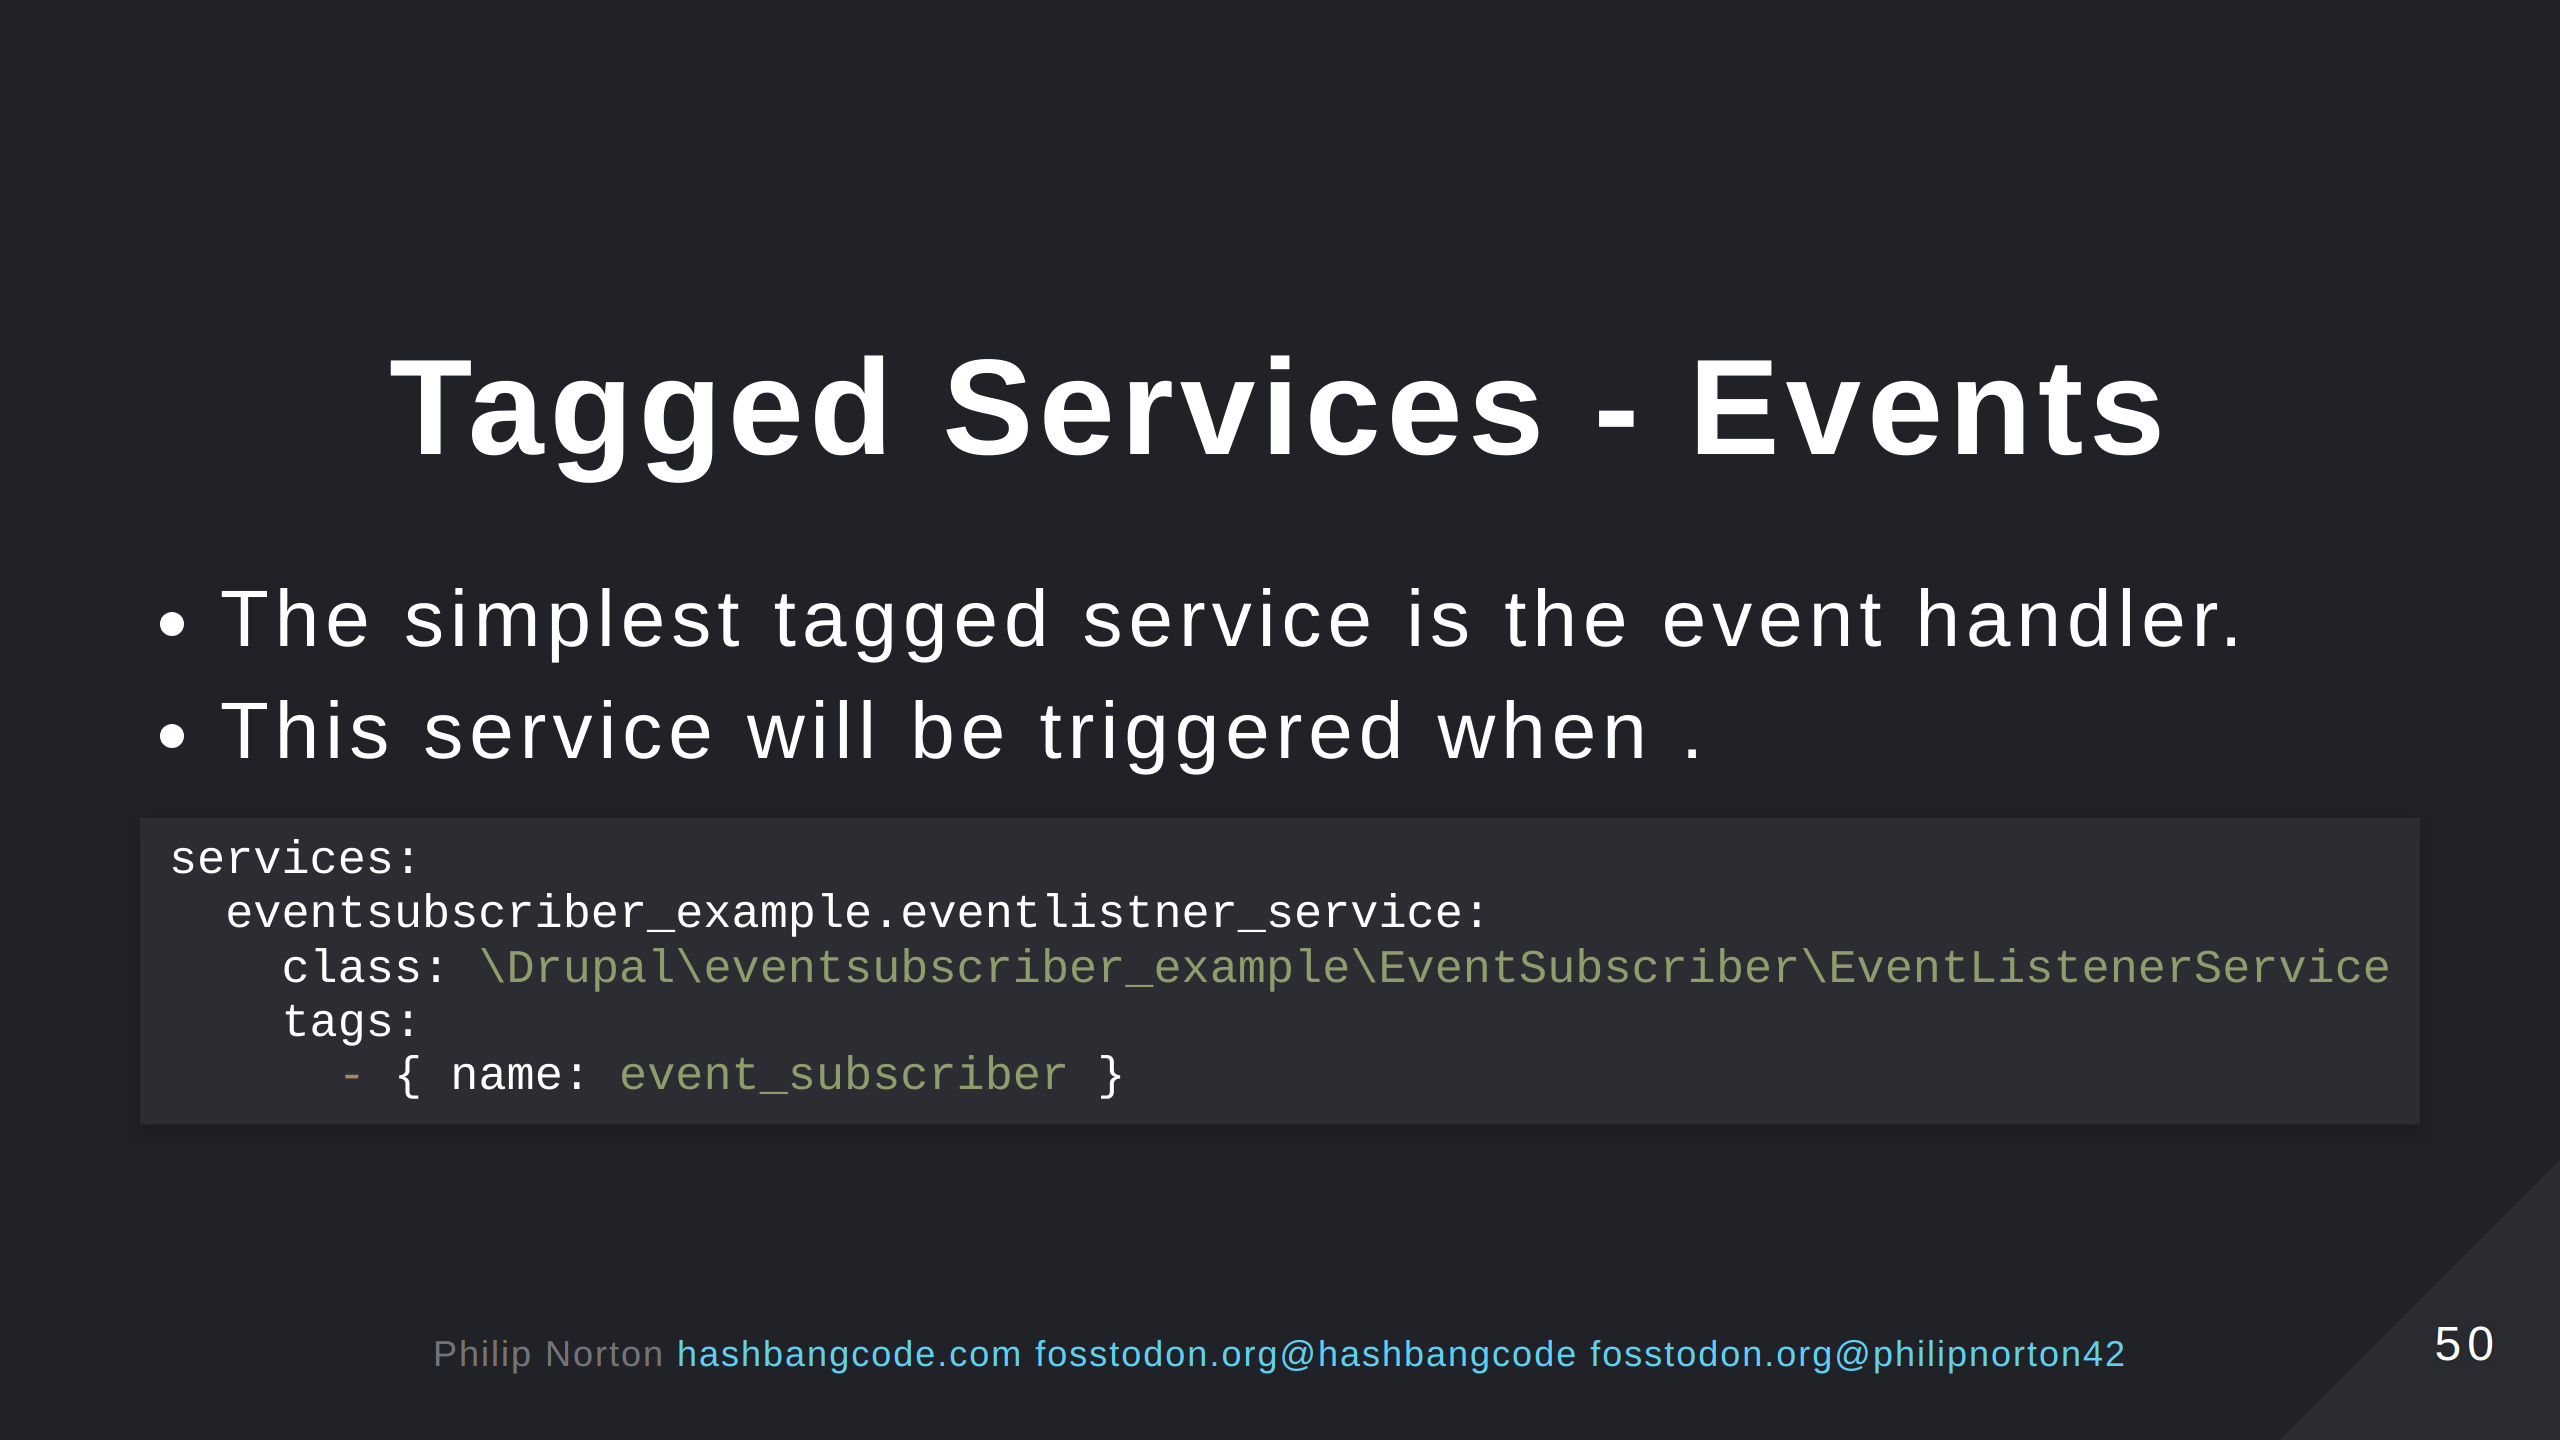 Tagged Services - Events
• The simplest tagged service is the event handler.
• This service will be triggered when .
services:
  eventsubscriber_example.eventlistner_service:
    class: \Drupal\eventsubscriber_example\EventSubscriber\EventListenerService
    tags:
      - { name: event_subscriber }
Philip Norton hashbangcode.com fosstodon.org@hashbangcode fosstodon.org@philipnorton42
50